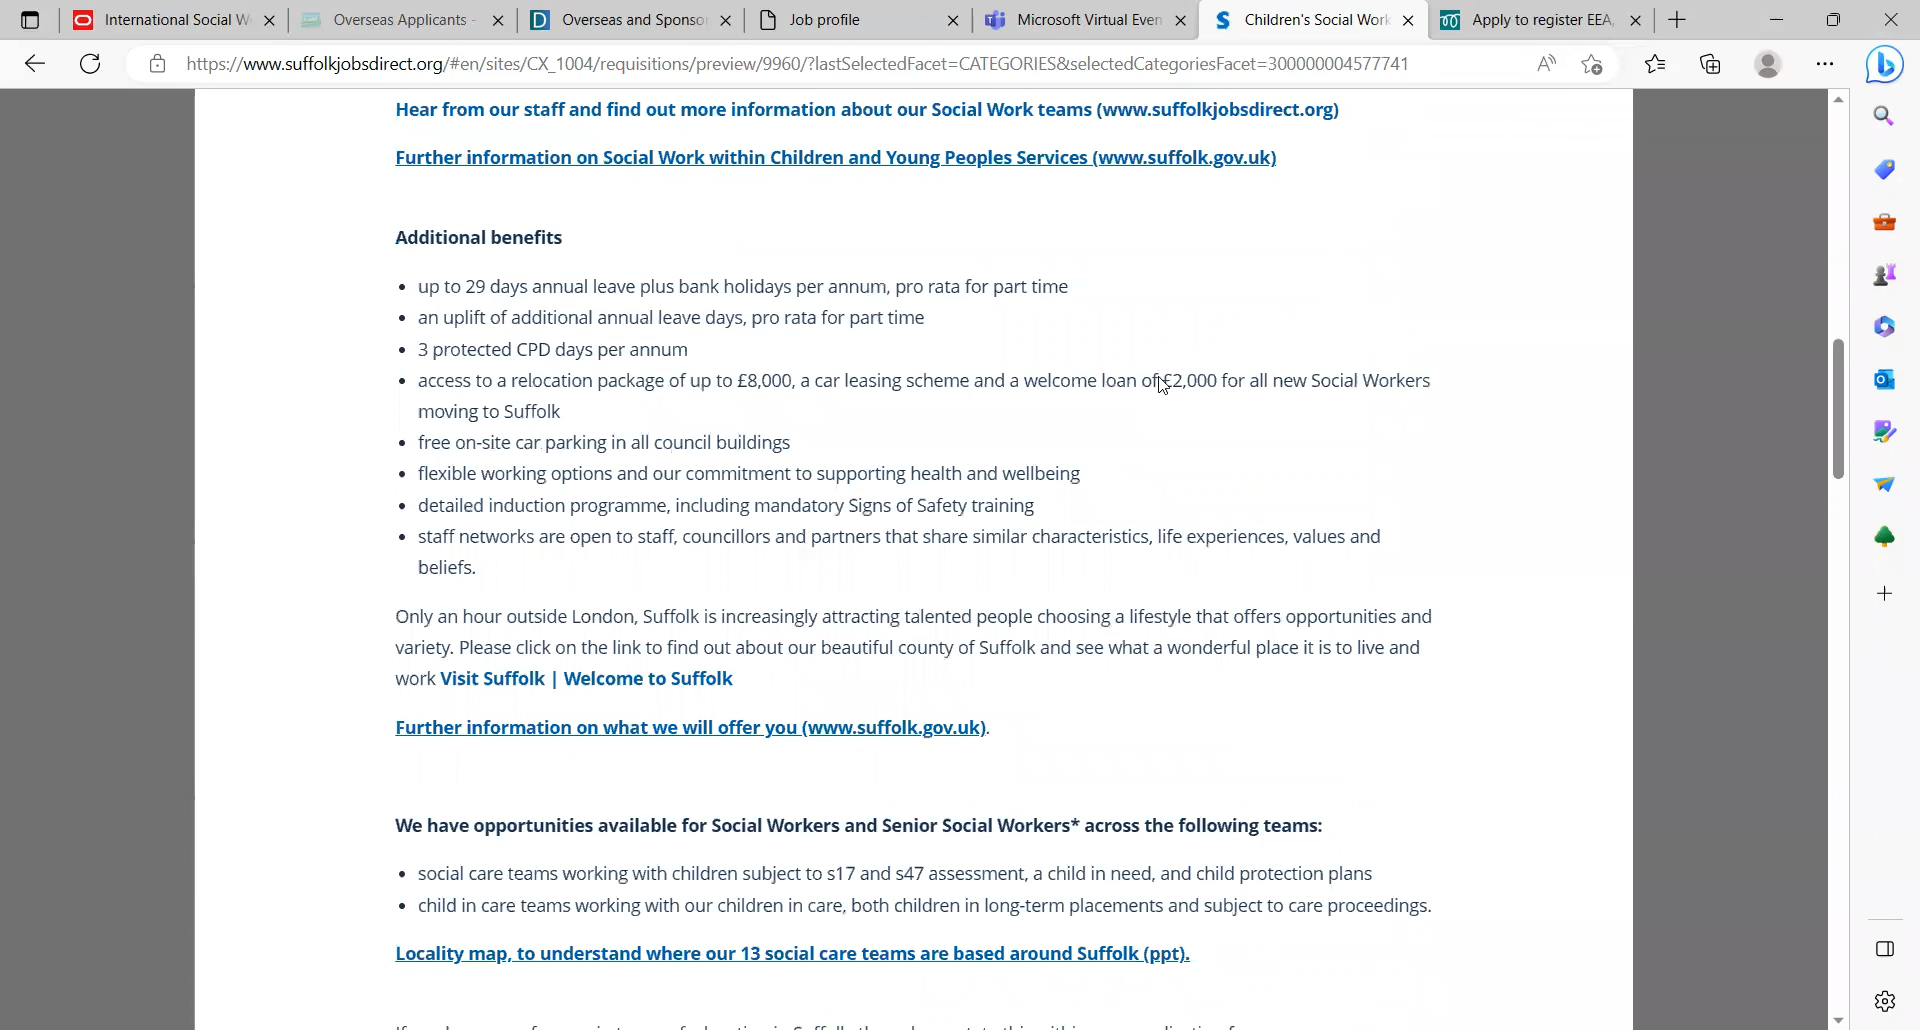 International Social W
Overseas Applicants -
Overseas and Sponso
Job profile
Microsoft Virtual Even
Children's Social Work
Apply to register EEA,
https://www.suffolkjobsdirect.org/#en/sites/CX_1004/requisitions/preview/9960/?lastSelectedFacet=CATEGORIES&selectedCategoriesFacet=300000004577741
Hear from our staff and find out more information about our Social Work teams (www.suffolkjobsdirect.org)
Further information on Social Work within Children and Young Peoples Services (www.suffolk.gov.uk)
Additional benefits
• up to 29 days annual leave plus bank holidays per annum, pro rata for part time
• an uplift of additional annual leave days, pro rata for part time
• 3 protected CPD days per annum
• access to a relocation package of up to £8,000, a car leasing scheme and a welcome loan of £2,000 for all new Social Workers
moving to Suffolk
• free on-site car parking in all council buildings
• flexible working options and our commitment to supporting health and wellbeing
• detailed induction programme, including mandatory Signs of Safety training
• staff networks are open to staff, councillors and partners that share similar characteristics, life experiences, values and
beliefs.
Only an hour outside London, Suffolk is increasingly attracting talented people choosing a lifestyle that offers opportunities and
variety. Please click on the link to find out about our beautiful county of Suffolk and see what a wonderful place it is to live and
work Visit Suffolk | Welcome to Suffolk
Further information on what we will offer you (www.suffolk.gov.uk).
We have opportunities available for Social Workers and Senior Social Workers* across the following teams:
• social care teams working with children subject to s17 and s47 assessment, a child in need, and child protection plans
• child in care teams working with our children in care, both children in long-term placements and subject to care proceedings.
Locality map, to understand where our 13 social care teams are based around Suffolk (ppt).